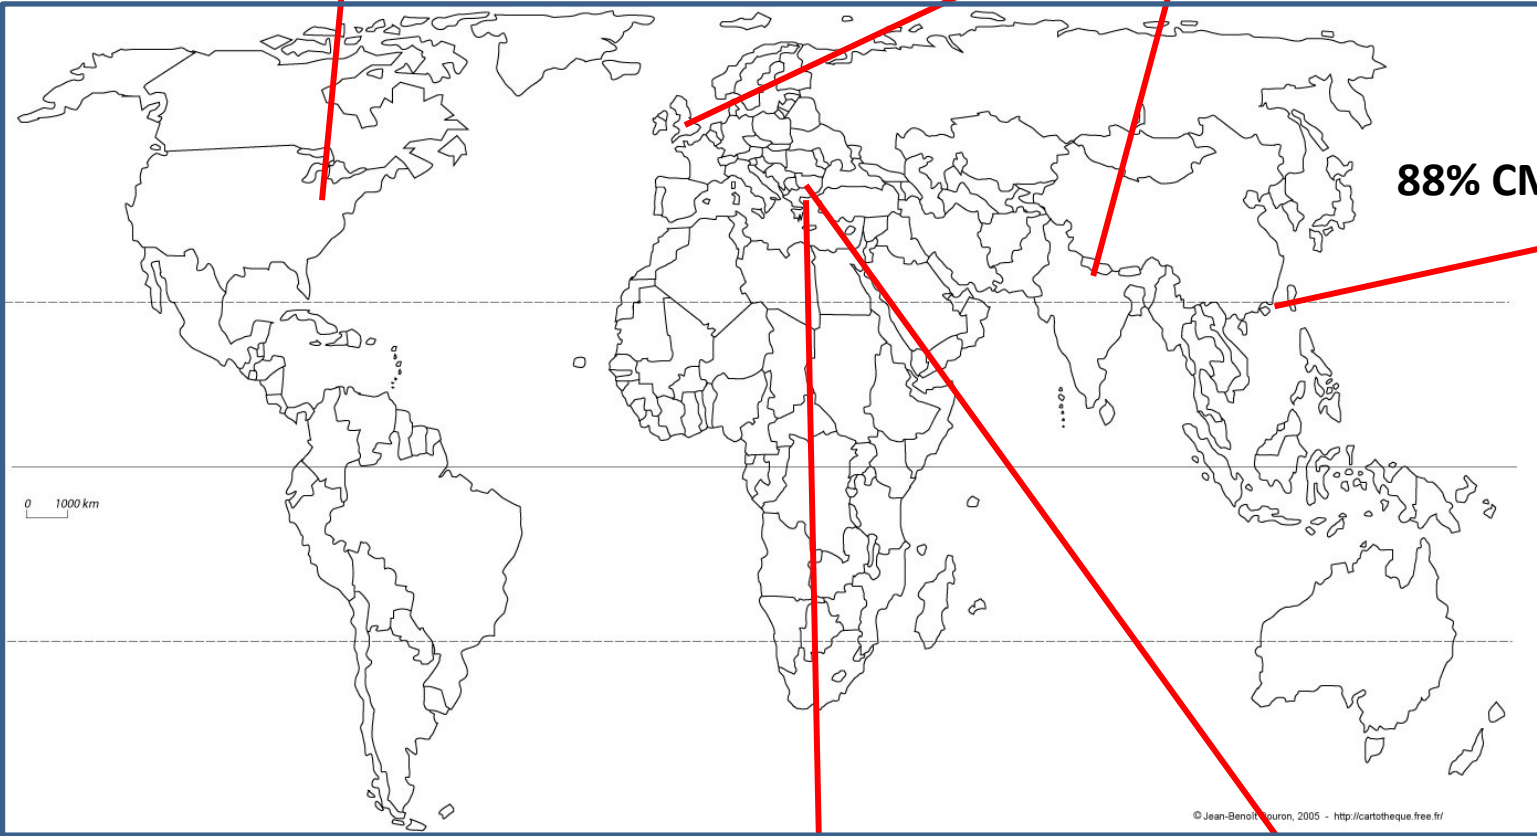 88% CM
0 1000 km
© Jean-Benoît Bouron, 2005 - http://cartotheque.free.fr/